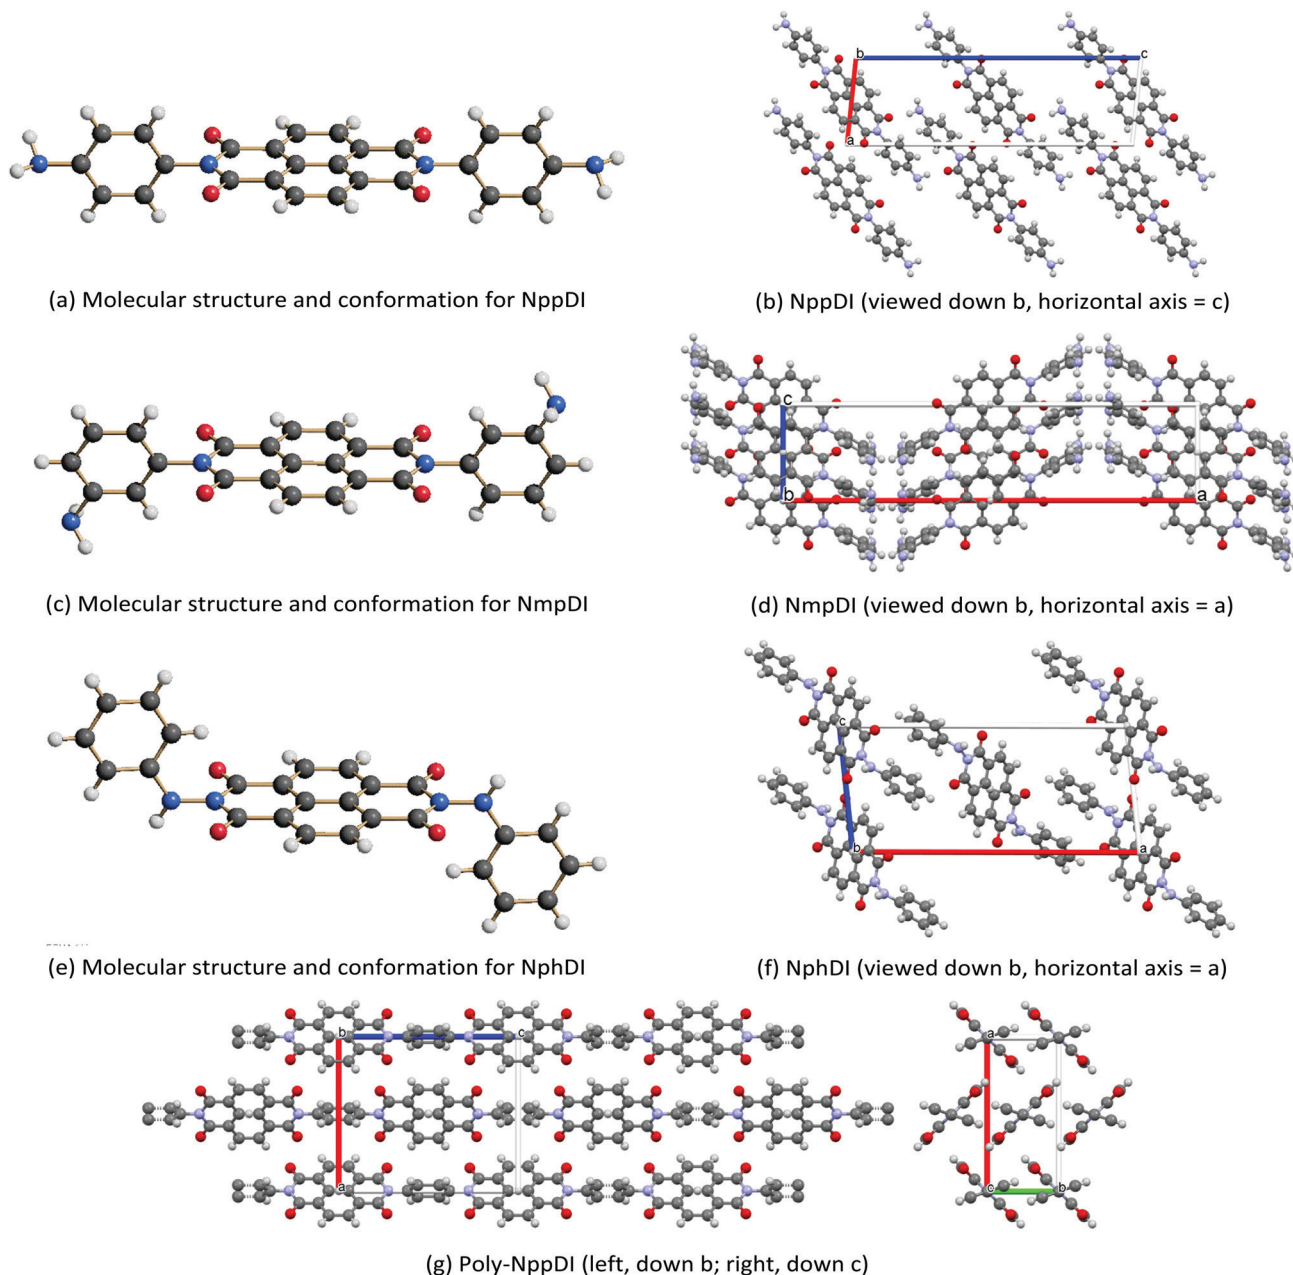 b
c
a
(a) Molecular structure and conformation for NppDI
(b) NppDI (viewed down b, horizontal axis = c)
c
b
a
(c) Molecular structure and conformation for NmpDI
(d) NmpDI (viewed down b, horizontal axis = a)
c
b
a
(e) Molecular structure and conformation for NphDI
(f) NphDI (viewed down b, horizontal axis = a)
b
c
a
a
c
b
(g) Poly-NppDI (left, down b; right, down c)